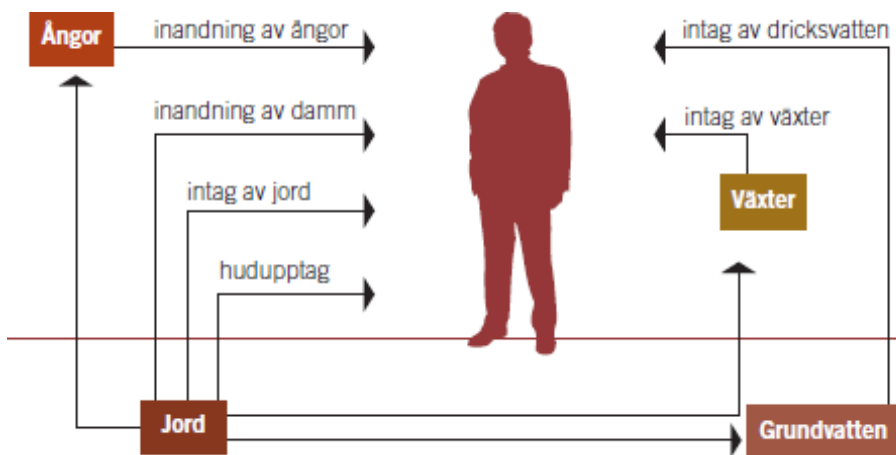 Ångor
inandning av ångor
intag av dricksvatten
inandning av damm
intag av växter
intag av jord
Växter
hudupptag
Jord
Grundvatten